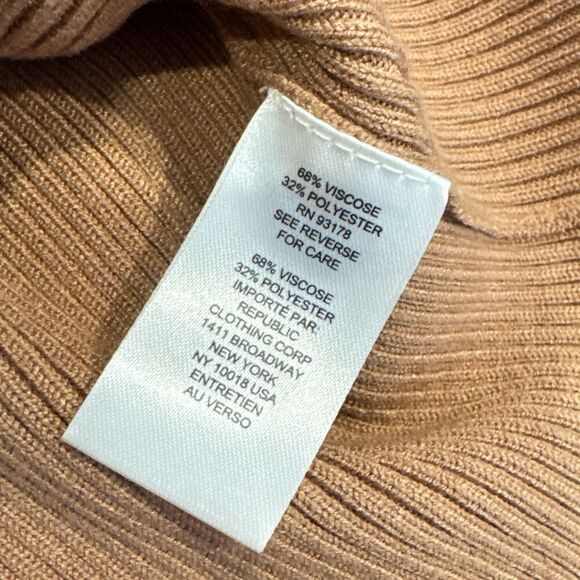 68% VISCOSE
32% POLYESTER
RN 93178
SEE REVERSE
FOR CARE
68% VISCOSE
32% POLYESTER
IMPORTÉ PAR:
REPUBLIC
CLOTHING CORP
1411 BROADWAY
NEW YORK
NY 10018 USA
ENTRETIEN
AU VERSO